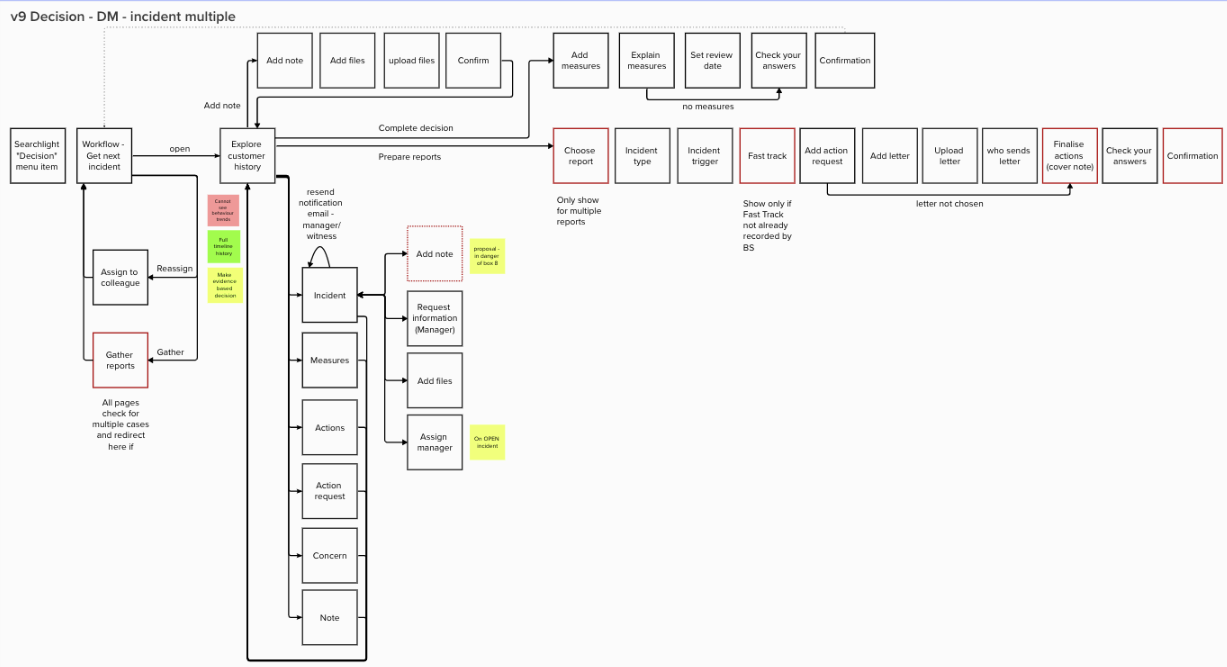 v9 Decision - DM - incident multiple
Add note
Add files
upload files
Confirm
Add
measures
Explain
measures
Set review
date
Check your
answers
Confirmation
Add note
no measures
Searchlight
"Decision"
menu item
Workflow -
Get next
incident
open
Explore
customer
history
Complete decision
Prepare reports
Choose
report
Incident
type
Incident
trigger
Fast track
Add action
request
Add letter
Upload
letter
who sends
letter
Finalise
actions
(cover note)
Check your
answers
Confirmation
letter not chosen
Only show
for multiple
reports
Show only if
Fast Track
not already
recorded by
BS
Cannot
see
behaviour
trends
Full
timeline
history
Make
evidence
based
decision
resend
notification
email -
manager/
witness
Assign to
colleague
Reassign
Gather
reports
Gather
All pages
check for
multiple cases
and redirect
here if
Incident
Measures
Actions
Action
request
Concern
Note
Add note
proposal -
in danger
of box 8
Request
information
(Manager)
Add files
Assign
manager
On OPEN
incident